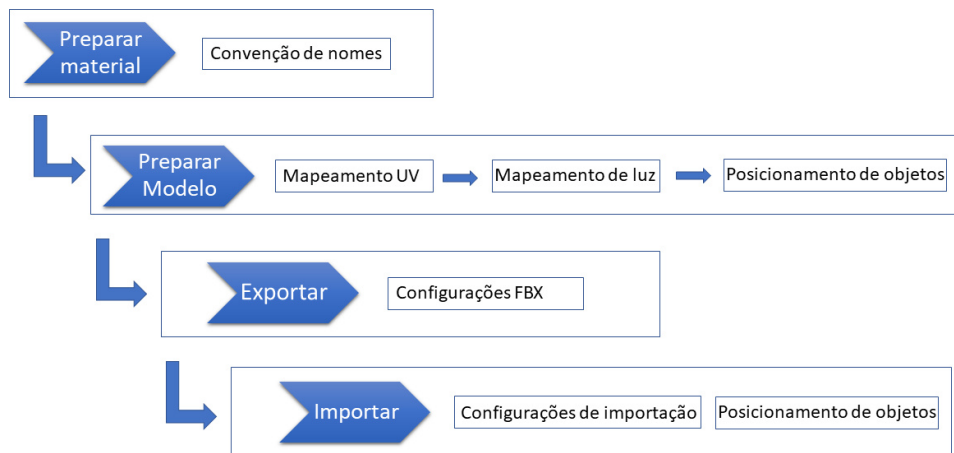 Preparar
material
Convenção de nomes
Preparar
Modelo
Mapeamento UV
Mapeamento de luz
Posicionamento de objetos
Exportar
Configurações FBX
Importar
Configurações de importação
Posicionamento de objetos